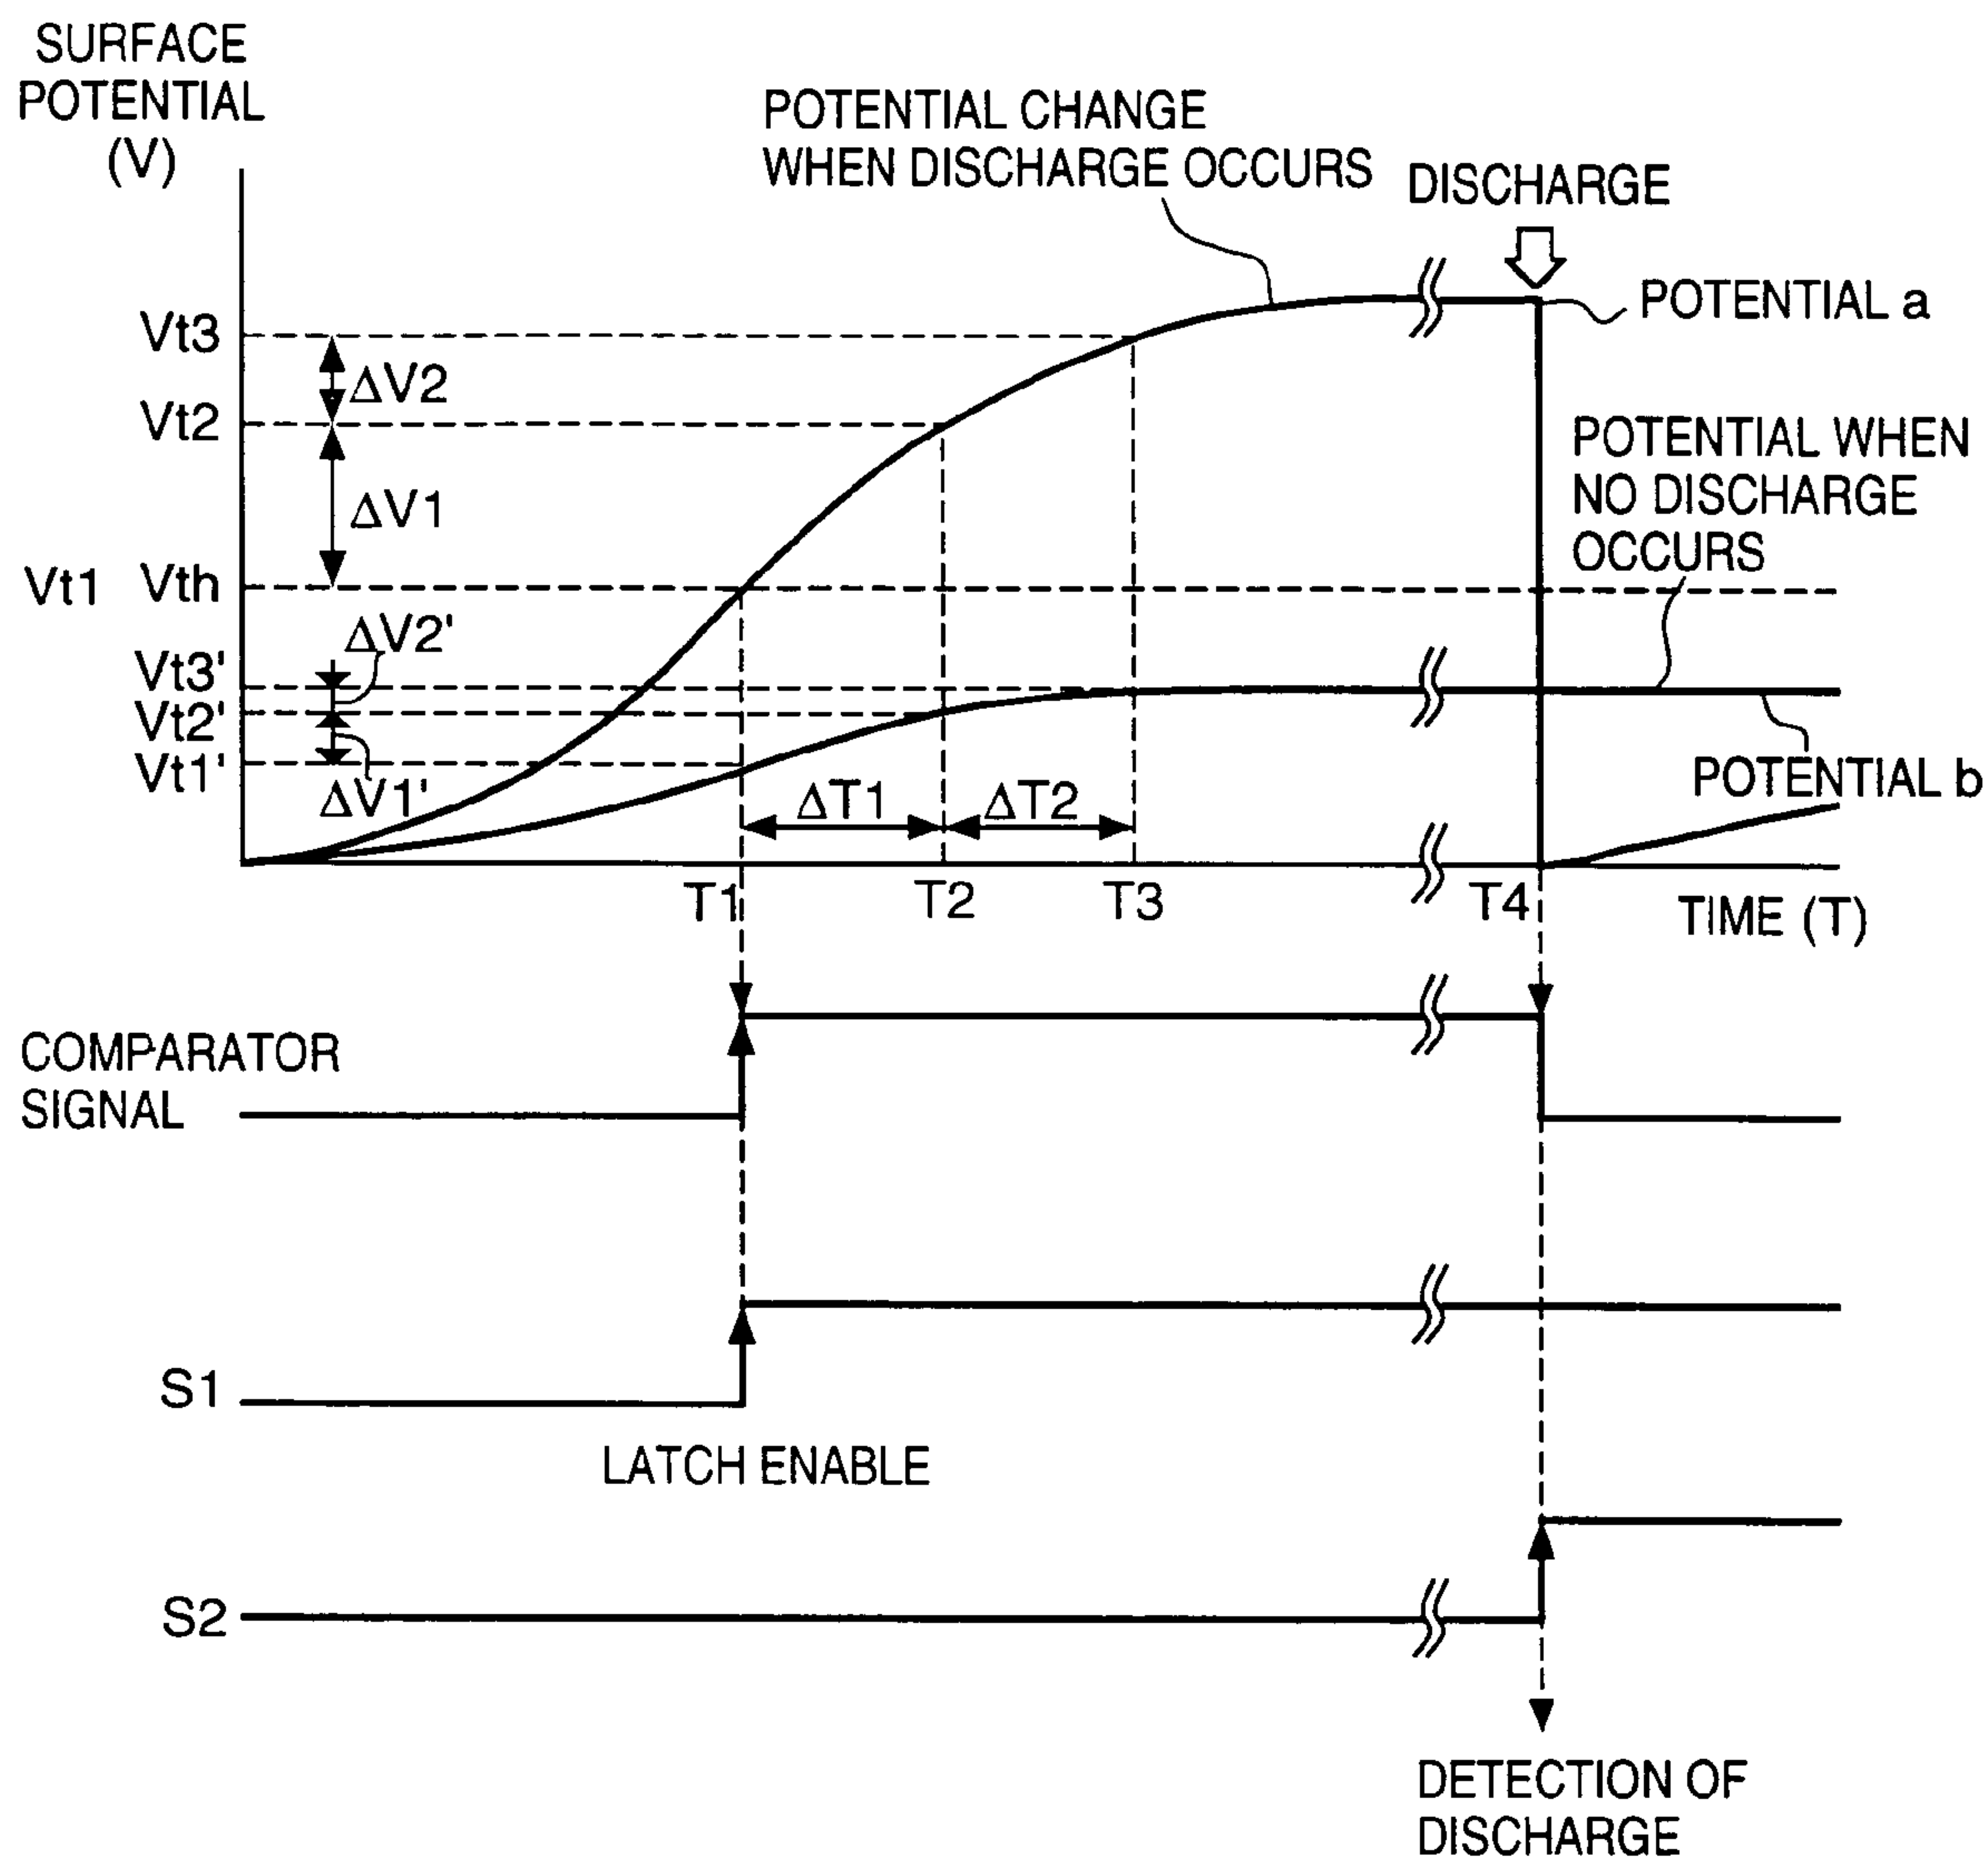 SURFACE
POTENTIAL
(V)
POTENTIAL CHANGE
WHEN DISCHARGE OCCURS
DISCHARGE
POTENTIAL a
Vt3
ΔV2
Vt2
POTENTIAL WHEN
NO DISCHARGE
OCCURS
ΔV1
Vt1 Vth
ΔV2'
Vt3'
Vt2'
Vt1'
ΔV1'
POTENTIAL b
ΔT1 ΔT2
T1 T2 T3 T4
TIME (T)
COMPARATOR
SIGNAL
S1
LATCH ENABLE
S2
DETECTION OF
DISCHARGE